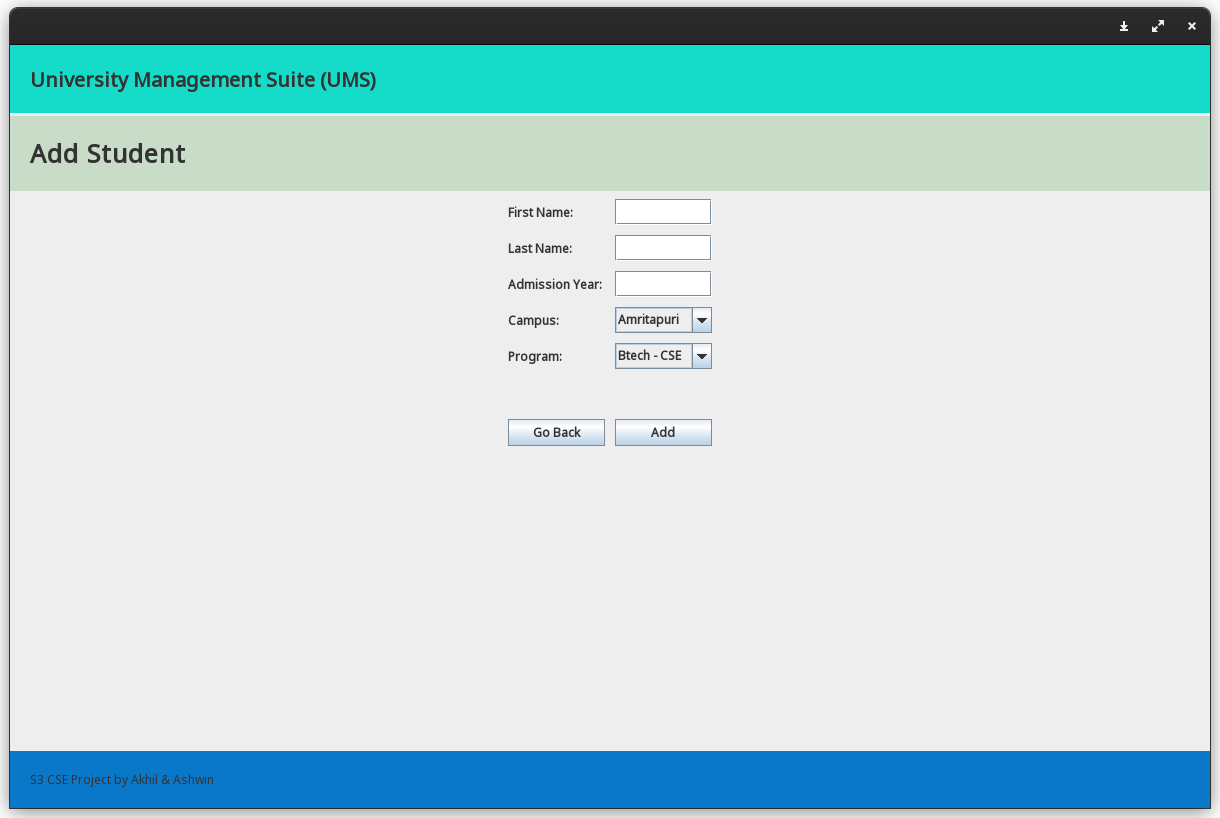 University Management Suite (UMS)
Add Student
First Name:
Last Name:
Admission Year:
Campus: Amritapuri
Program: Btech - CSE
Go Back Add
S3 CSE Project by Akhil & Ashwin